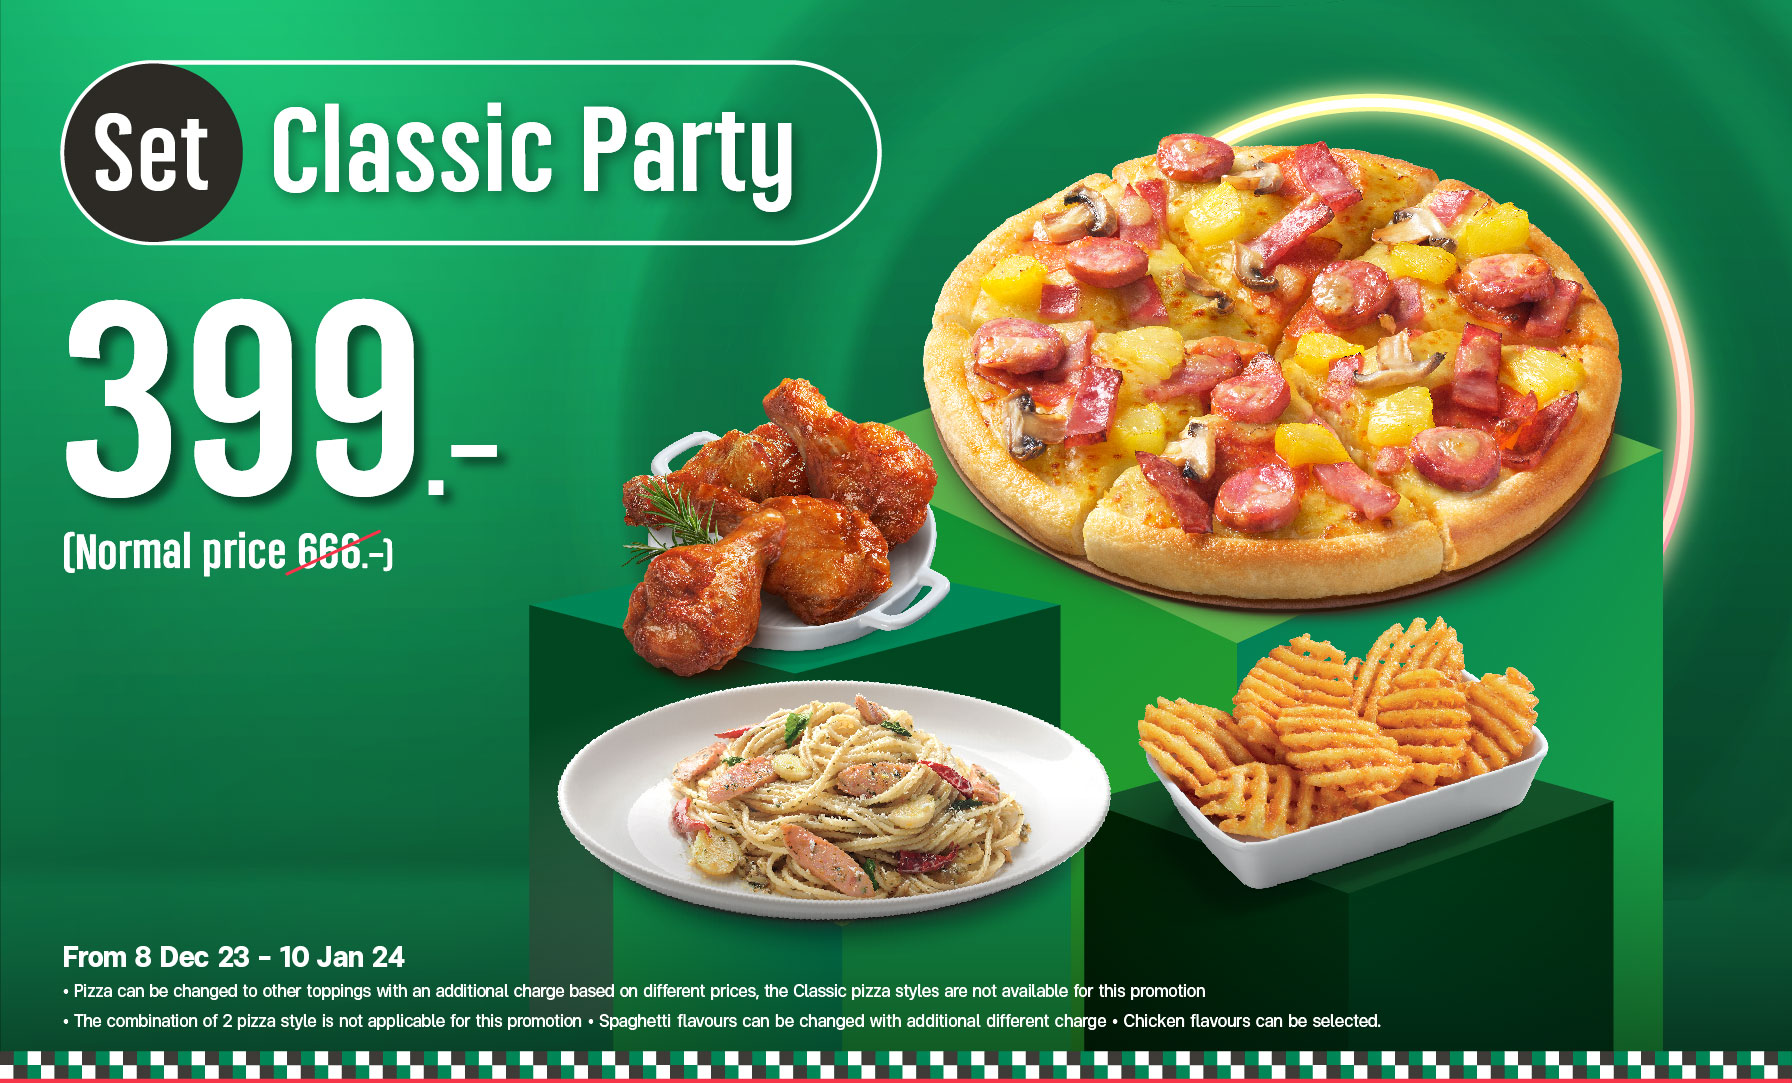 Set Classic Party
399.-
(Normal price 666.-)
From 8 Dec 23 - 10 Jan 24
• Pizza can be changed to other toppings with an additional charge based on different prices, the Classic pizza styles are not available for this promotion
• The combination of 2 pizza style is not applicable for this promotion • Spaghetti flavours can be changed with additional different charge • Chicken flavours can be selected.